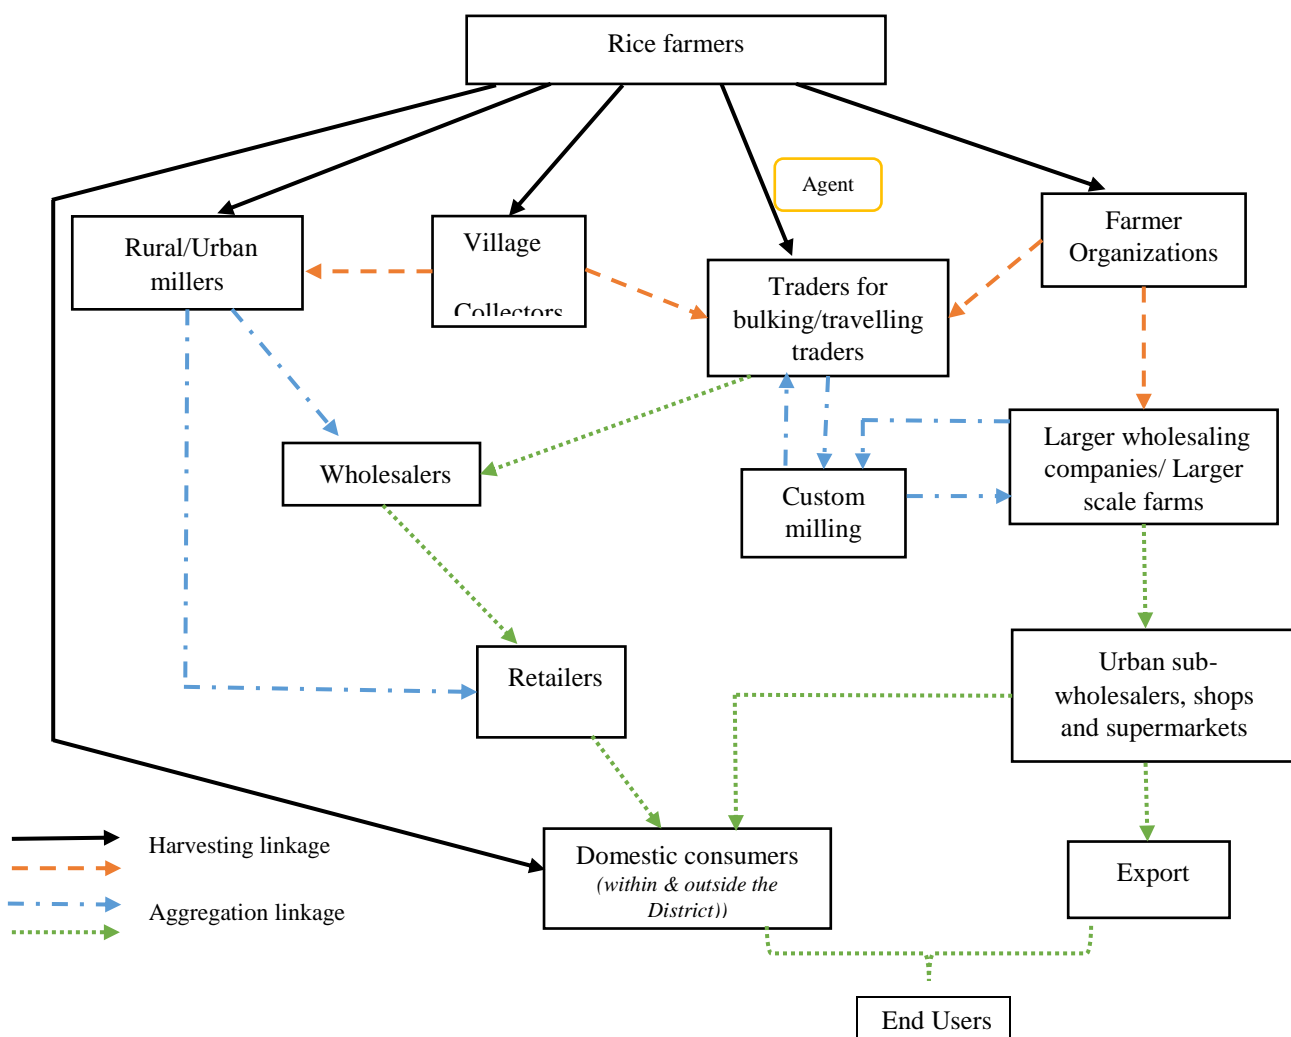 Rice farmers
Agent
Farmer
Organizations
Rural/Urban
millers
Village
Collectors
Traders for
bulking/travelling
traders
Larger wholesaling
companies/ Larger
scale farms
Wholesalers
Custom
milling
Retailers
Urban sub-
wholesalers, shops
and supermarkets
Domestic consumers
(within & outside the
District))
Export
Harvesting linkage
Aggregation linkage
End Users